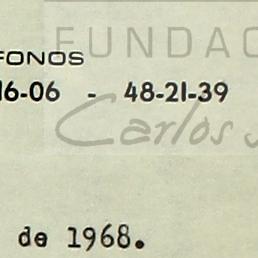 FUNDAC
FONOS
16-06 - 48-21-39
Carlos S
de 1968.